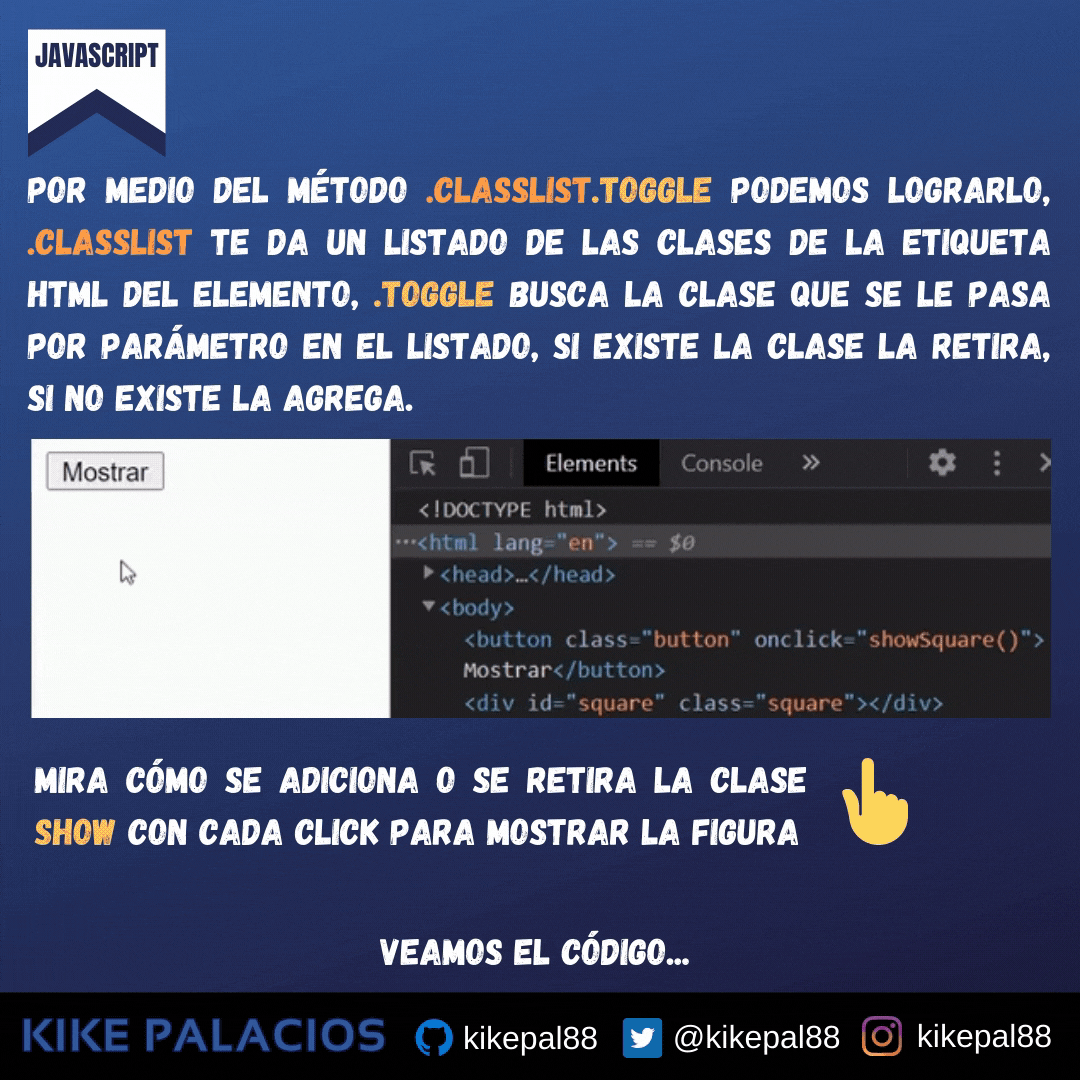 JAVASCRIPT
POR MEDIO DEL MÉTODO .CLASSLIST.TOGGLE PODEMOS LOGRARLO,
.CLASSLIST TE DA UN LISTADO DE LAS CLASES DE LA ETIQUETA
HTML DEL ELEMENTO, .TOGGLE BUSCA LA CLASE QUE SE LE PASA
POR PARÁMETRO EN EL LISTADO, SI EXISTE LA CLASE LA RETIRA,
SI NO EXISTE LA AGREGA.
Mostrar
Elements Console »
<!DOCTYPE html>
···<html lang="en"> == $0
▶<head>…</head>
▼<body>
<button class="button" onclick="showSquare()">
Mostrar</button>
<div id="square" class="square"></div>
MIRA CÓMO SE ADICIONA O SE RETIRA LA CLASE
SHOW CON CADA CLICK PARA MOSTRAR LA FIGURA
VEAMOS EL CÓDIGO...
KIKE PALACIOS kikepal88 @kikepal88 kikepal88